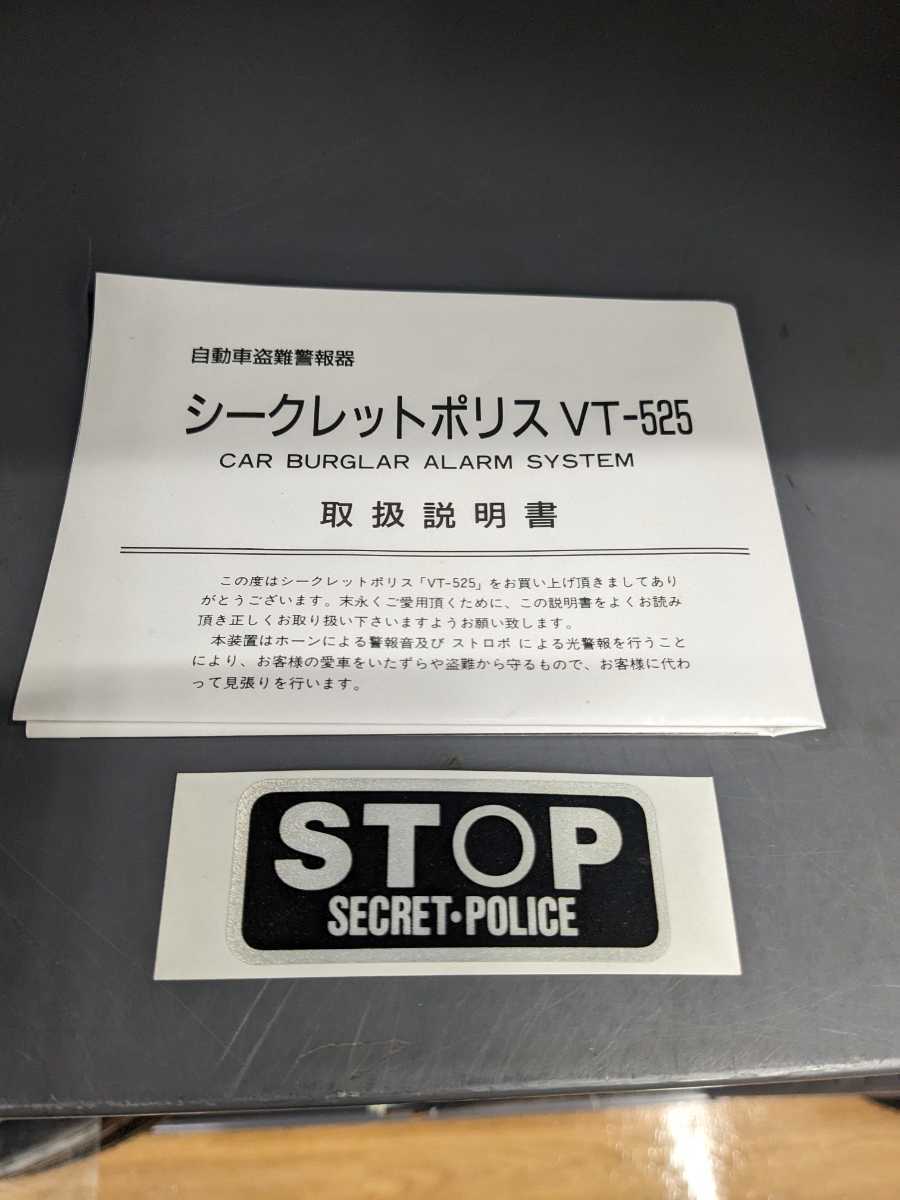 自動車盗難警報器
シークレットポリス VT-525
CAR BURGLAR ALARM SYSTEM
取扱説明書
この度はシークレットポリス「VT-525」をお買い上げ頂きましてあり
がとうございます。末永くご愛用頂くために、この説明書をよくお読み
頂き正しくお取り扱い下さいますようお願い致します。
本装置はホーンによる警報音及び ストロボ による光警報を行うこと
により、お客様の愛車をいたずらや盗難から守るもので、お客様に代わ
って見張りを行います。
STOP
SECRET・POLICE